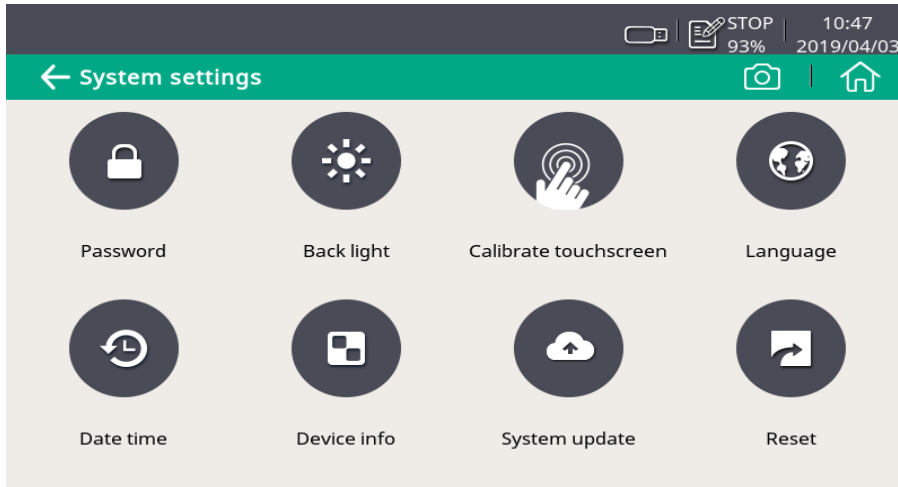 STOP
10:47
93%
2019/04/03
System settings
Password
Back light
Calibrate touchscreen
Language
Date time
Device info
System update
Reset